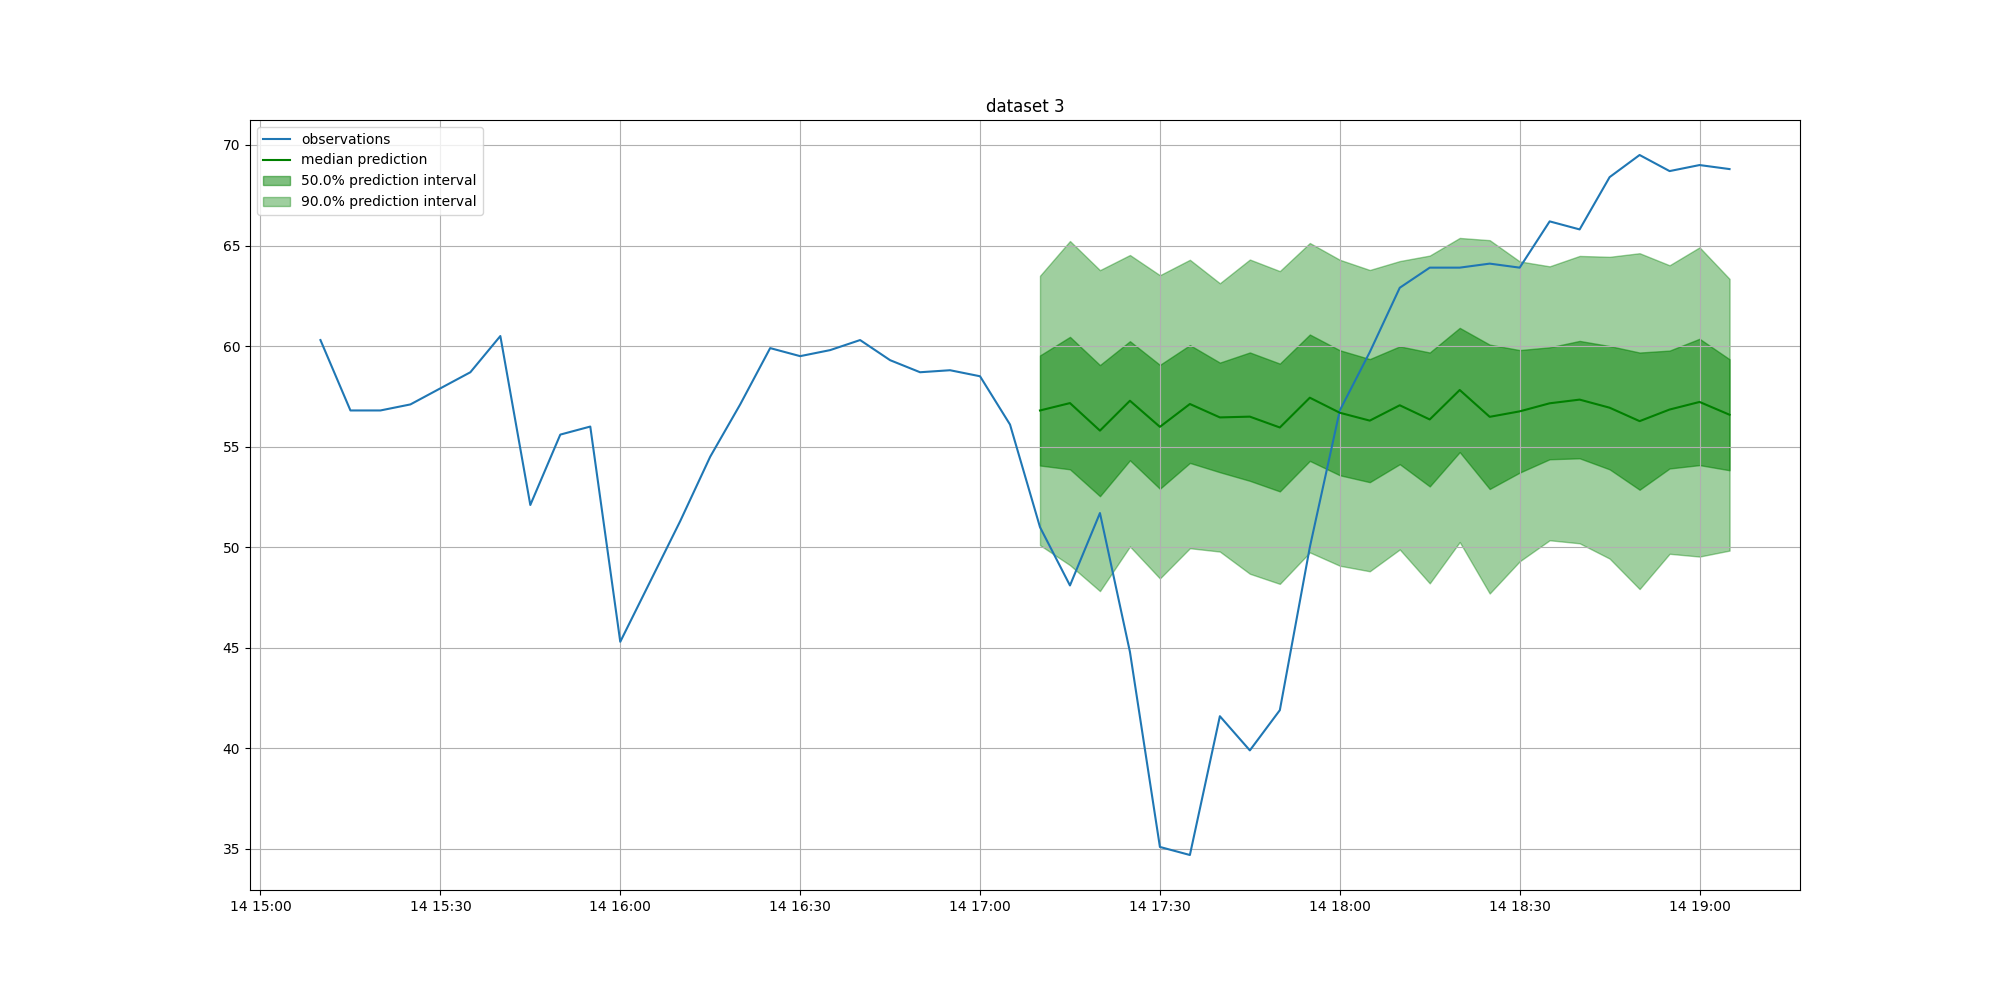 dataset 3
observations
median prediction
50.0% prediction interval
90.0% prediction interval
70
65
60
55
50
45
40
35
14 15:00 14 15:30 14 16:00 14 16:30 14 17:00 14 17:30 14 18:00 14 18:30 14 19:00